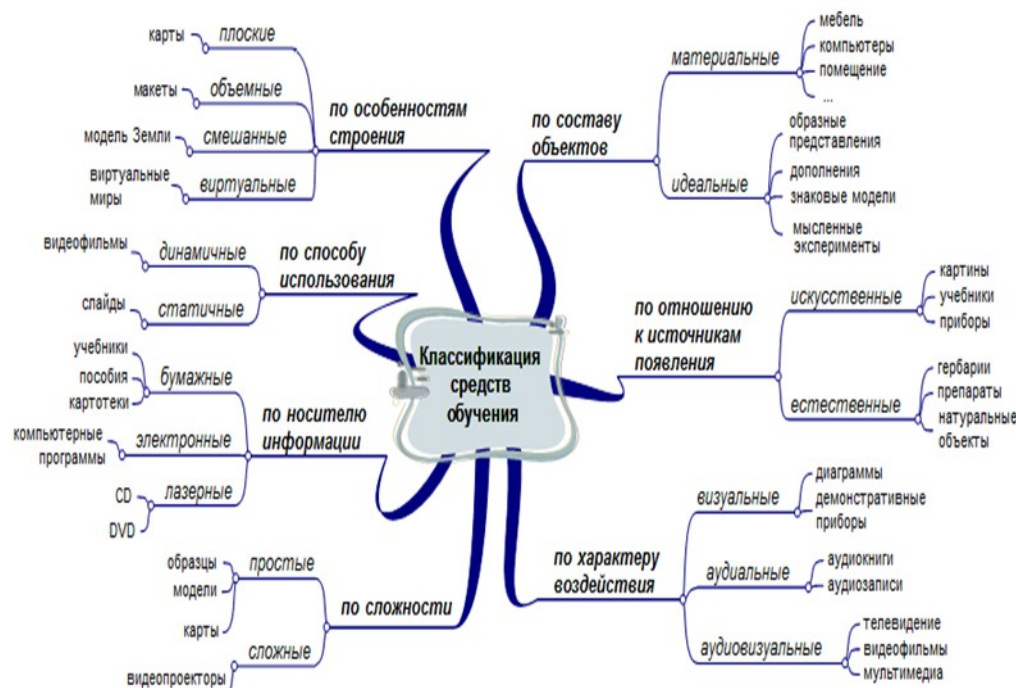 Классификация
средств
обучения
по составу
объектов
материальные
мебель
компьютеры
помещение
...
идеальные
образные
представления
дополнения
знаковые модели
мысленные
эксперименты
по отношению
к источникам
появления
искусственные
картины
учебники
приборы
естественные
гербарии
препараты
натуральные
объекты
по характеру
воздействия
визуальные
диаграммы
демонстративные
приборы
аудиальные
аудиокниги
аудиозаписи
аудиовизуальные
телевидение
видеофильмы
мультимедиа
по особенностям
строения
плоские
карты
объемные
макеты
смешанные
модель Земли
виртуальные
виртуальные
миры
по способу
использования
динамичные
видеофильмы
статичные
слайды
по носителю
информации
бумажные
учебники
пособия
картотеки
электронные
компьютерные
программы
лазерные
CD
DVD
по сложности
простые
образцы
модели
карты
сложные
видеопроекторы